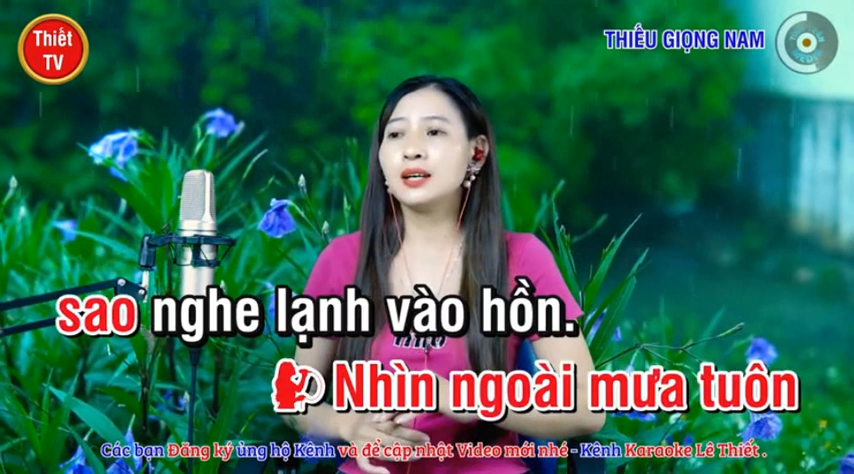 Thiết
TV
THIẾU GIỌNG NAM
sao nghe lạnh vào hồn.
Nhìn ngoài mưa tuôn
Các bạn Đăng ký ủng hộ Kênh và để cập nhật Video mới nhé - Kênh Karaoke Lê Thiết .